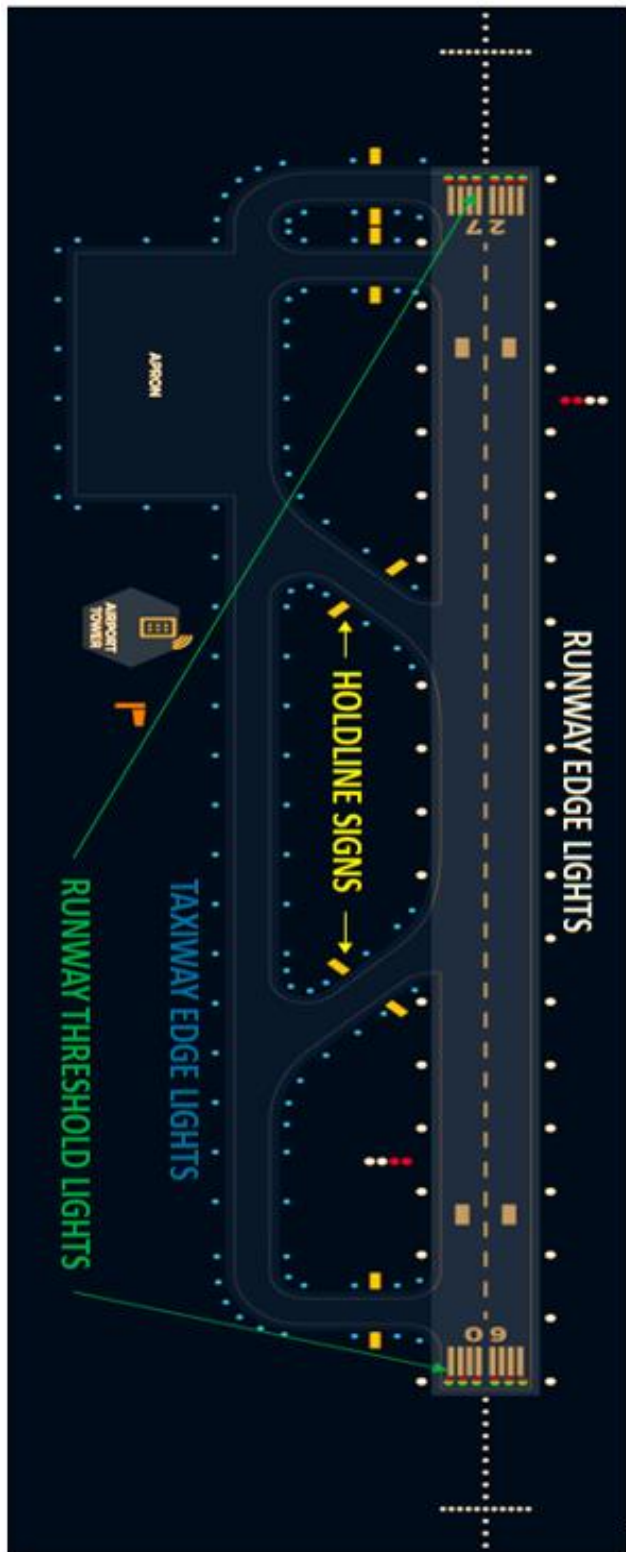 RUNWAY EDGE LIGHTS
27
09
HOLDLINE SIGNS
APRON
AIRPORT
TOWER
TAXIWAY EDGE LIGHTS
RUNWAY THRESHOLD LIGHTS